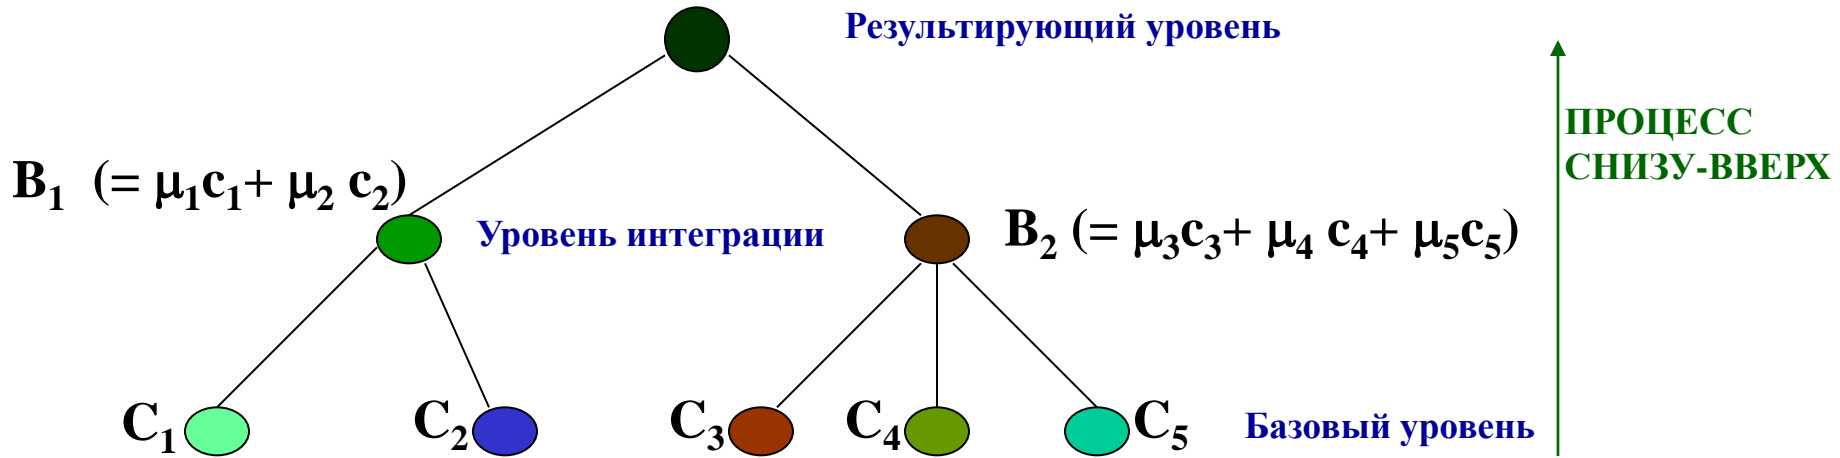 Результирующий уровень
ПРОЦЕСС
СНИЗУ-ВВЕРХ
B₁ (= μ₁c₁+ μ₂ c₂)
Уровень интеграции
B₂ (= μ₃c₃+ μ₄ c₄+ μ₅c₅)
C₁
C₂
C₃
C₄
C₅
Базовый уровень